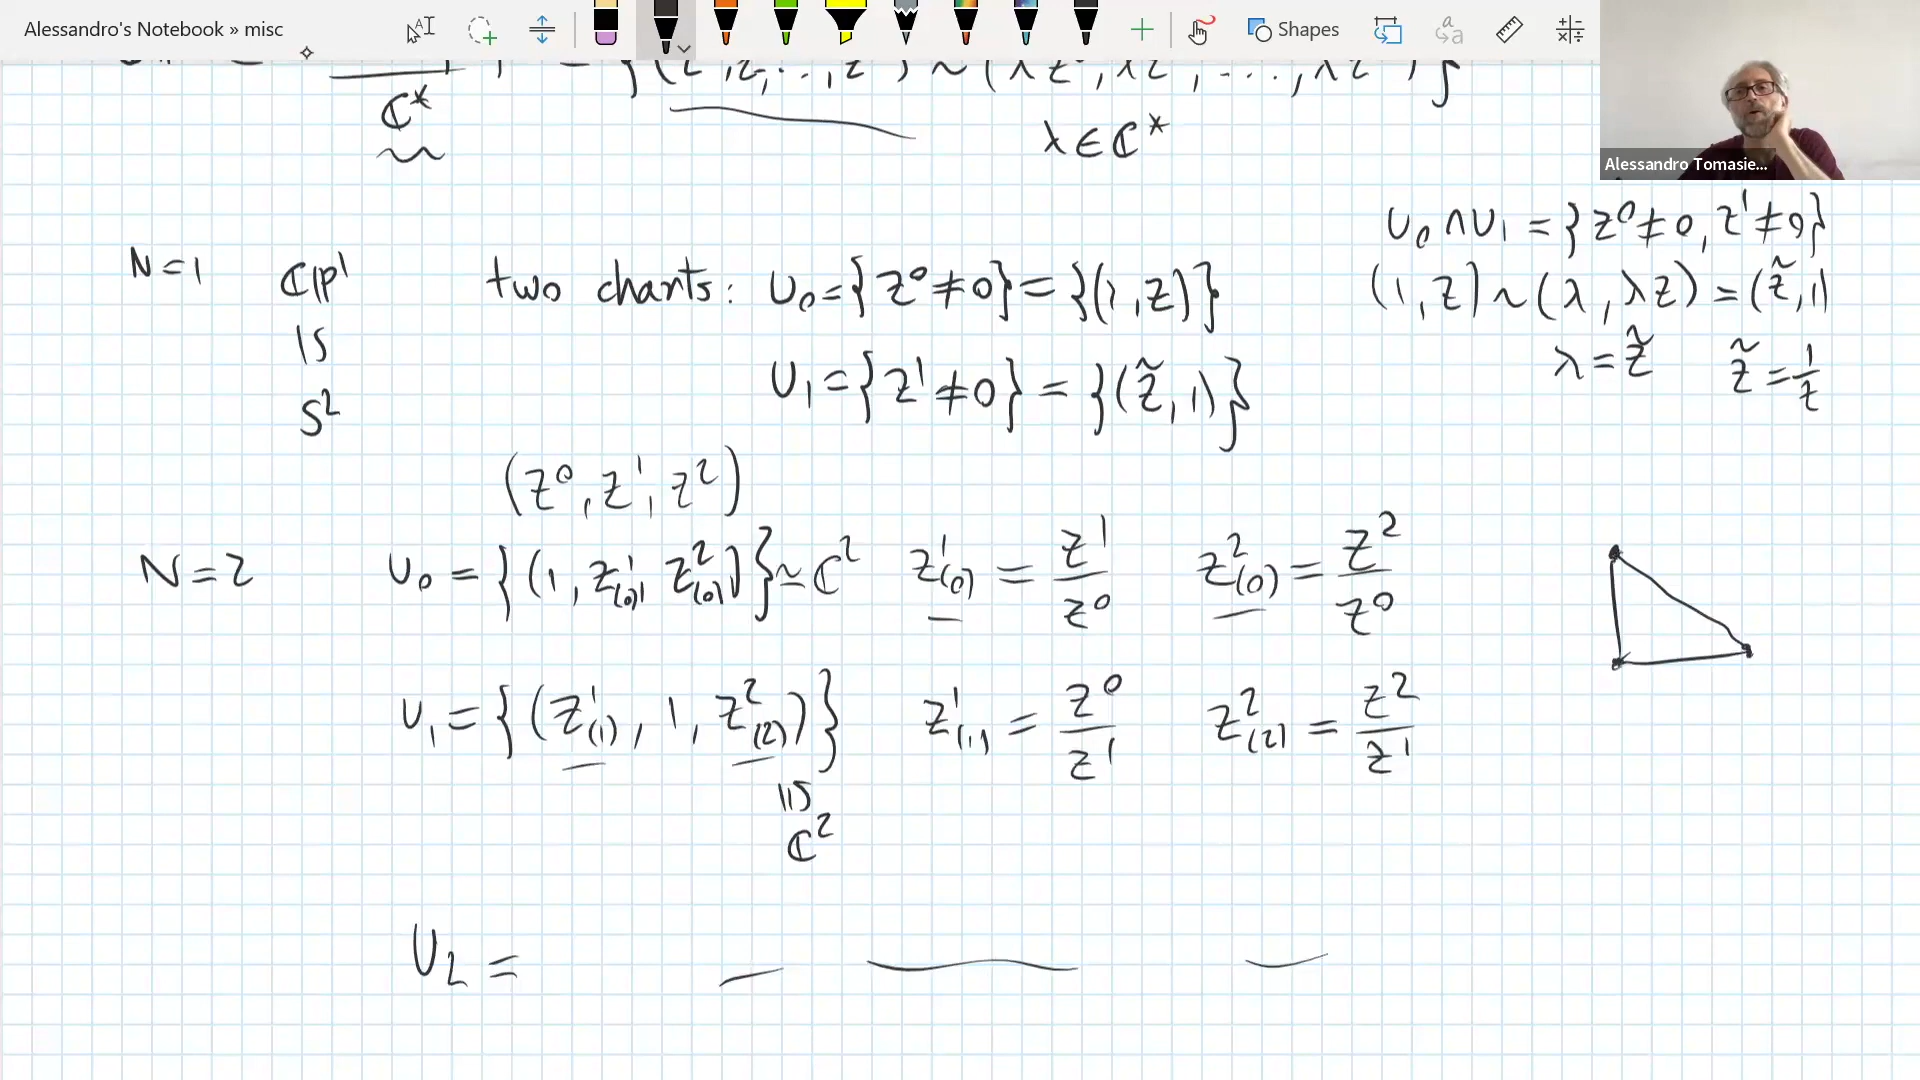 Alessandro's Notebook » misc
Shapes
Alessandro Tomasie...
ℂ*
λ ∈ ℂ*
U₀ ∩ U₁ = {z⁰ ≠ 0, z¹ ≠ 0}
N = 1 ℂP¹ two charts: U₀ = {z⁰ ≠ 0} = {(1, z)}
(1, z) ~ (λ, λz) = (z̃, 1)
λ = z̃ z̃ = 1/z
S²
U₁ = {z¹ ≠ 0} = {(z̃, 1)}
(z⁰, z¹, z²)
N = 2 U₀ = {(1, z¹₍₀₎, z²₍₀₎)} ≃ ℂ² z¹₍₀₎ = z¹/z⁰ z²₍₀₎ = z²/z⁰
U₁ = {(z¹₍₁₎, 1, z²₍₂₎)} z¹₍₁₎ = z⁰/z¹ z²₍₂₎ = z²/z¹
ℂ²
U₂ =